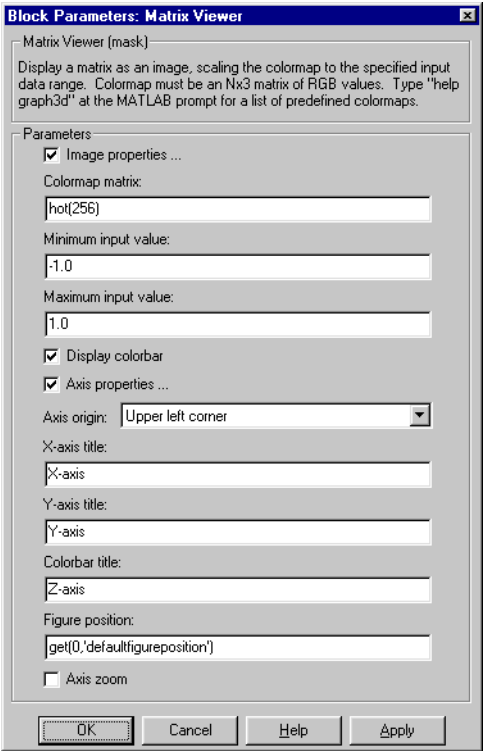 Block Parameters: Matrix Viewer
Matrix Viewer (mask)
Display a matrix as an image, scaling the colormap to the specified input
data range.  Colormap must be an Nx3 matrix of RGB values.  Type "help
graph3d" at the MATLAB prompt for a list of predefined colormaps.
Parameters
Image properties ...
Colormap matrix:
hot(256)
Minimum input value:
-1.0
Maximum input value:
1.0
Display colorbar
Axis properties ...
Axis origin: Upper left corner
X-axis title:
X-axis
Y-axis title:
Y-axis
Colorbar title:
Z-axis
Figure position:
get(0,'defaultfigureposition')
Axis zoom
OK Cancel Help Apply